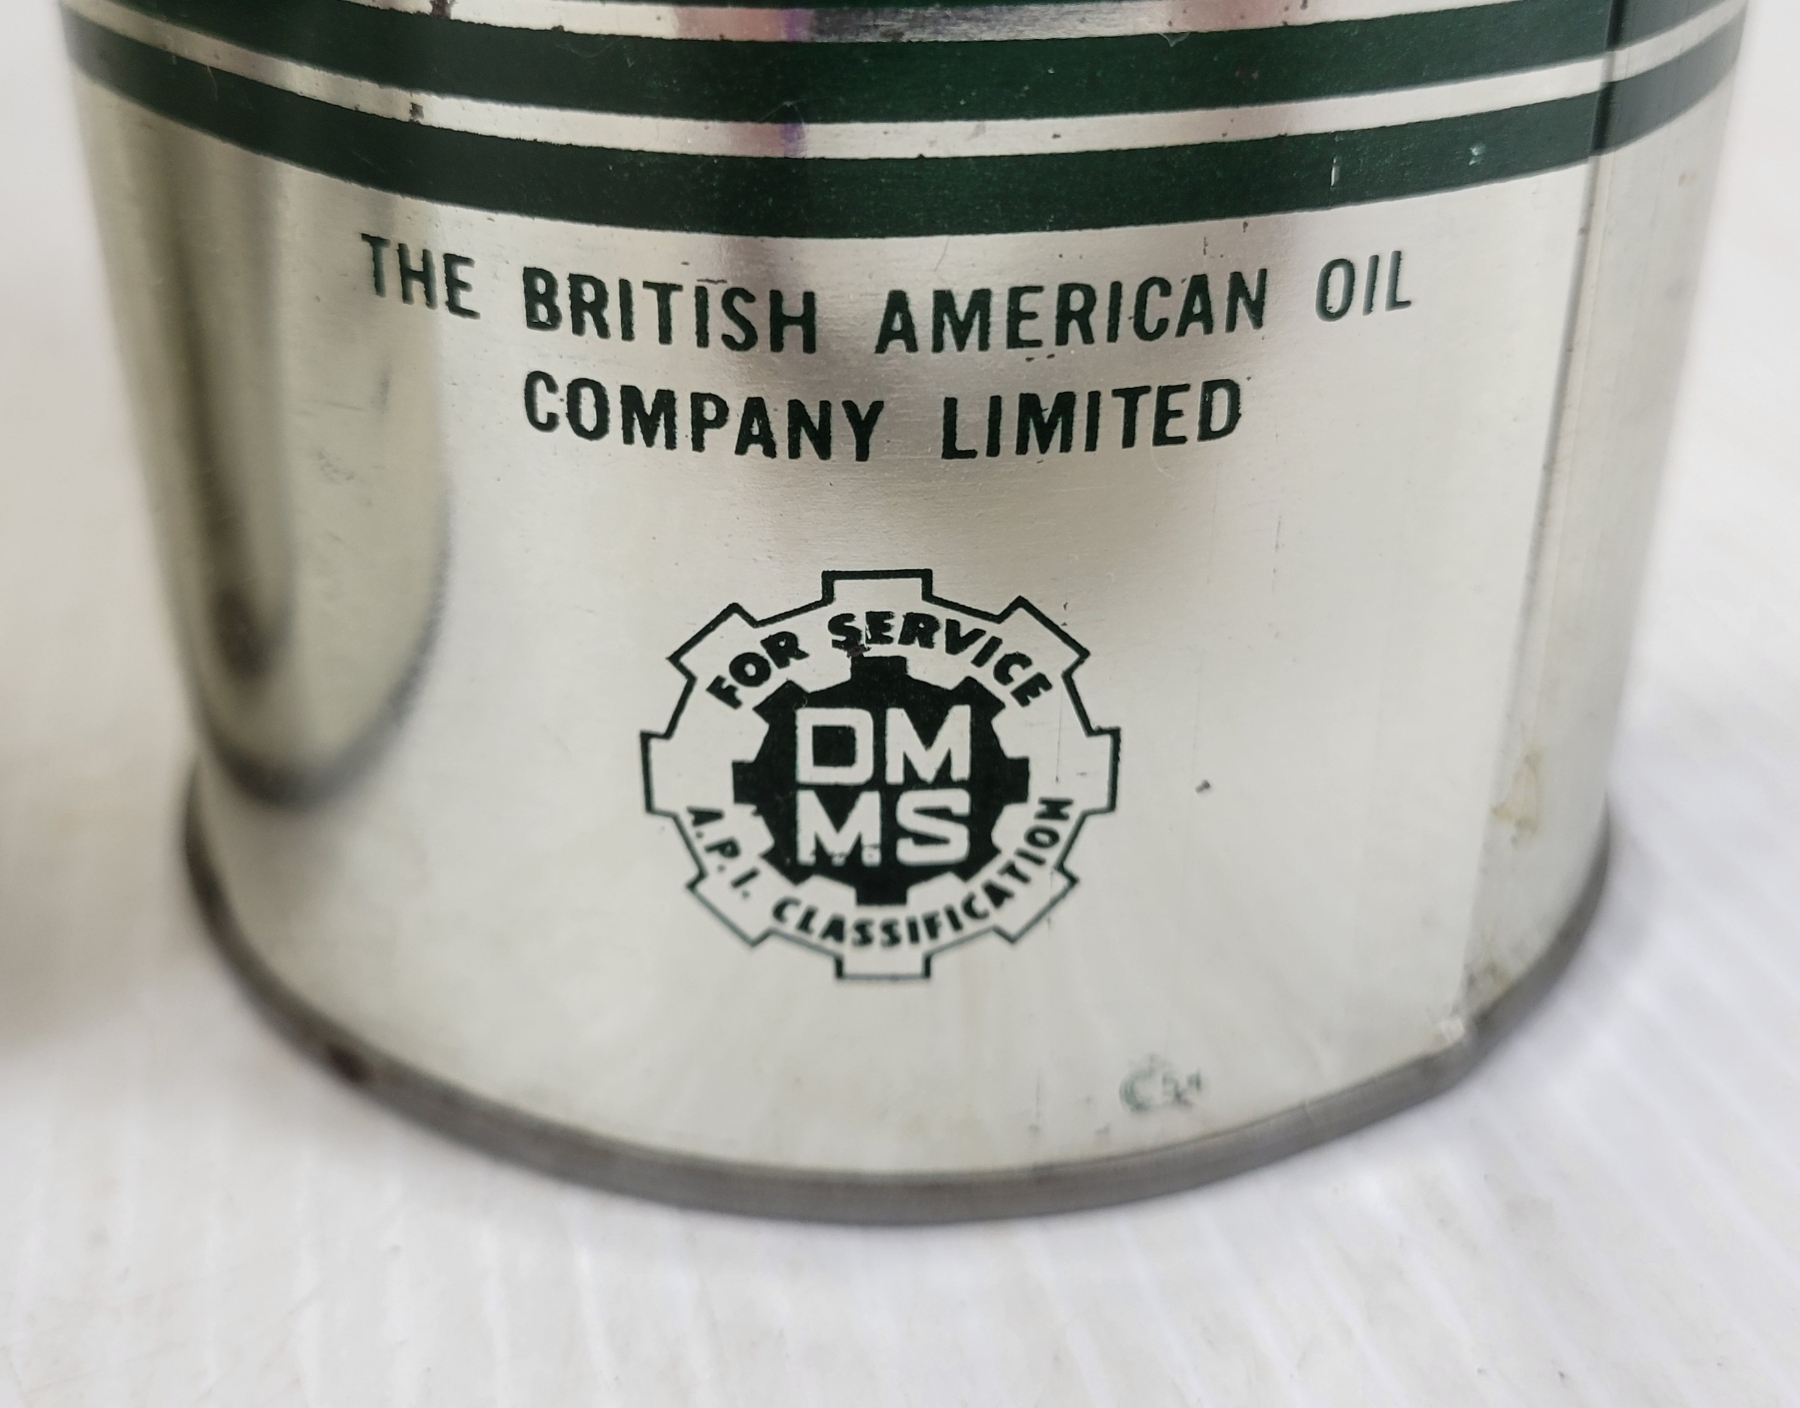 THE BRITISH AMERICAN OIL
COMPANY LIMITED
FOR SERVICE
DM
MS
A.P.I. CLASSIFICATION